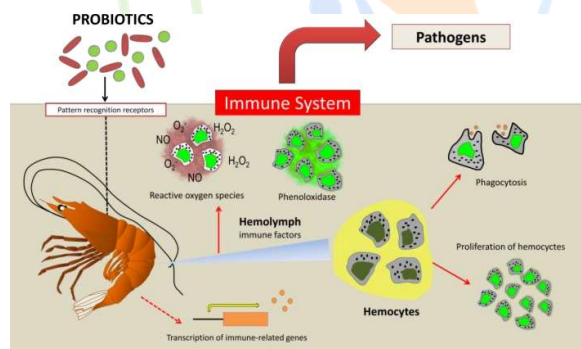 PROBIOTICS
Pathogens
Pattern recognition receptors
Immune System
O₂⁻ H₂O₂
NO
O₂⁻ H₂O₂
NO
Reactive oxygen species
Phenoloxidase
Phagocytosis
Hemolymph
immune factors
Proliferation of hemocytes
Hemocytes
Transcription of immune-related genes